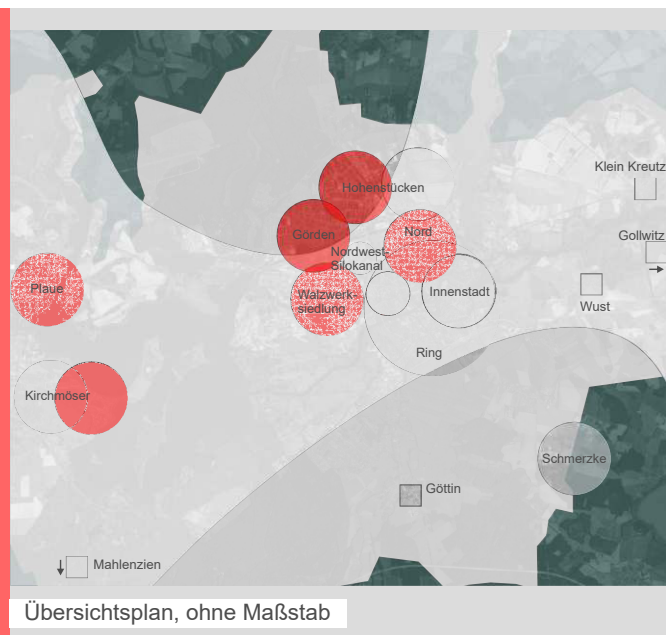 Klein Kreutz
Hohenstücken
Gollwitz
Nord
Görden
Nordwest-
Silokanal
Plaue
Walzwerk-
siedlung
Innenstadt
Wust
Ring
Kirchmöser
Schmerzke
Göttin
Mahlenzien
Übersichtsplan, ohne Maßstab